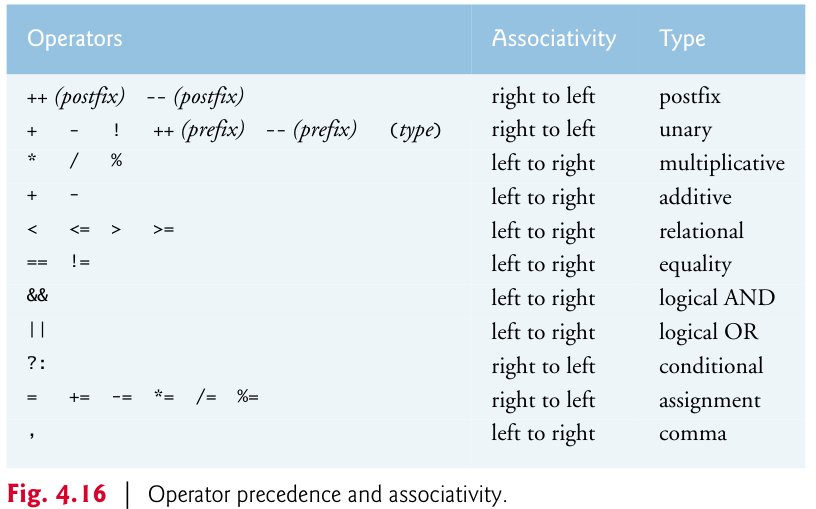 Operators Associativity Type
++ (postfix) -- (postfix) right to left postfix
+ - ! ++ (prefix) -- (prefix) (type) right to left unary
* / % left to right multiplicative
+ - left to right additive
< <= > >= left to right relational
== != left to right equality
&& left to right logical AND
|| left to right logical OR
?: right to left conditional
= += -= *= /= %= right to left assignment
, left to right comma
Fig. 4.16 | Operator precedence and associativity.